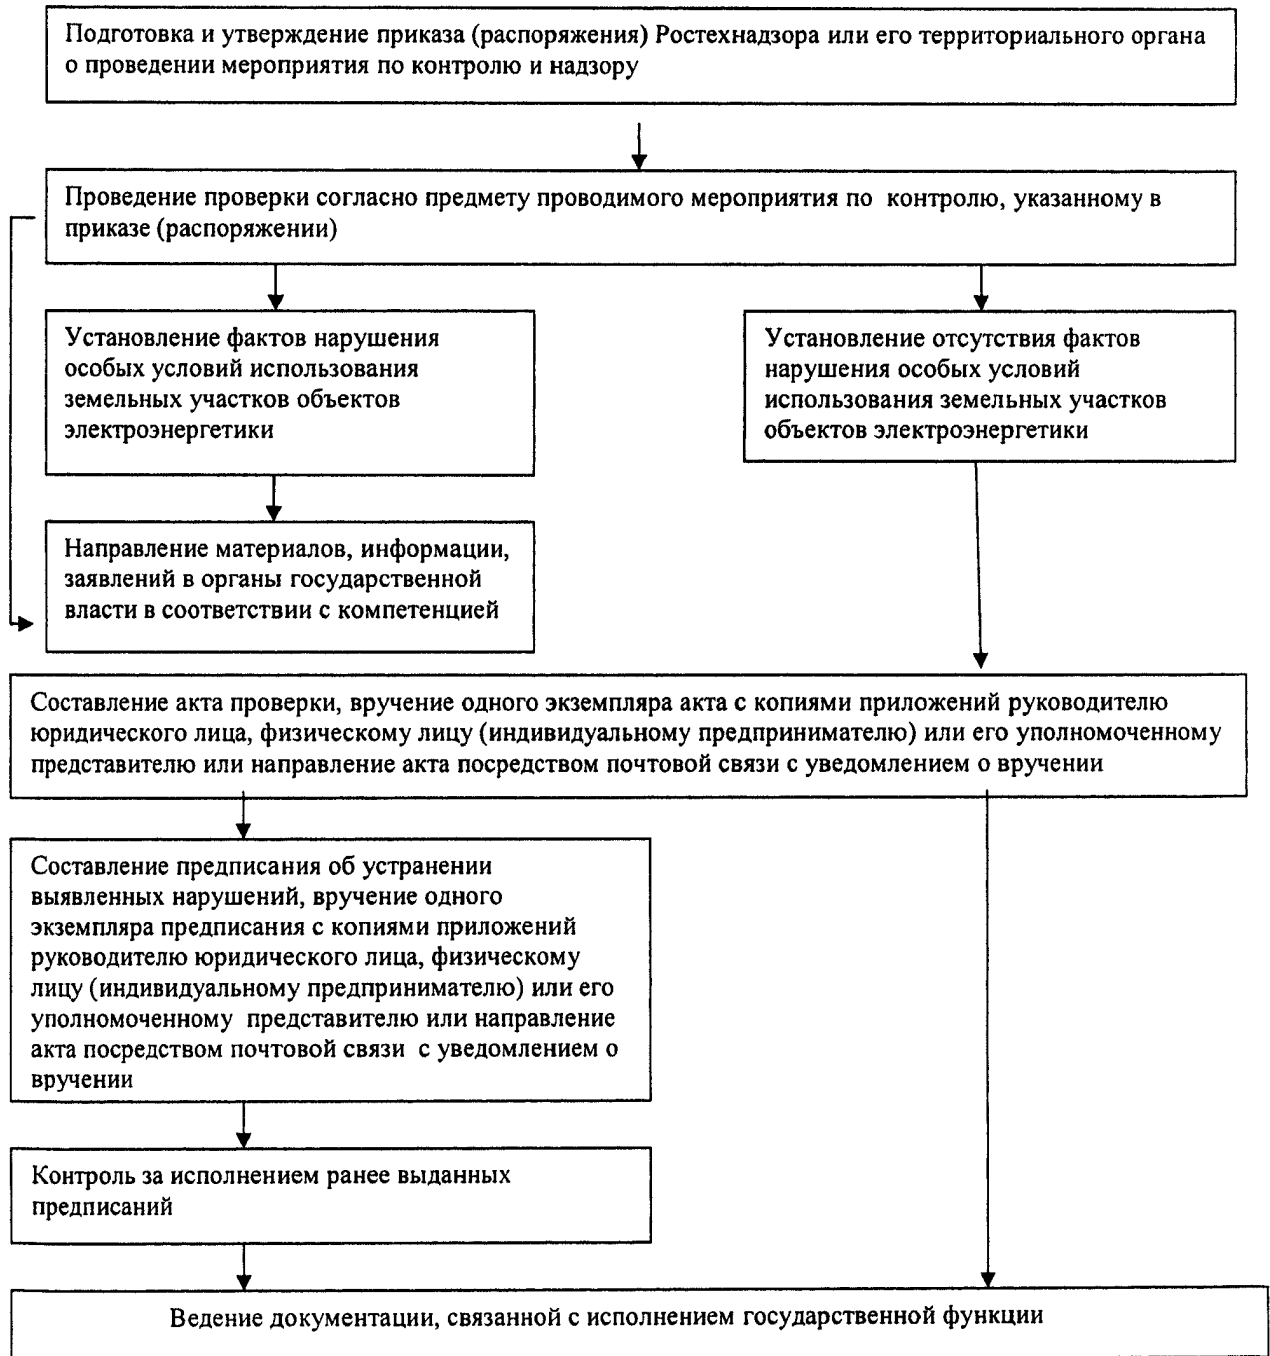 Подготовка и утверждение приказа (распоряжения) Ростехнадзора или его территориального органа
о проведении мероприятия по контролю и надзору
Проведение проверки согласно предмету проводимого мероприятия по контролю, указанному в
приказе (распоряжении)
Установление фактов нарушения
особых условий использования
земельных участков объектов
электроэнергетики
Установление отсутствия фактов
нарушения особых условий
использования земельных участков
объектов электроэнергетики
Направление материалов, информации,
заявлений в органы государственной
власти в соответствии с компетенцией
Составление акта проверки, вручение одного экземпляра акта с копиями приложений руководителю
юридического лица, физическому лицу (индивидуальному предпринимателю) или его уполномоченному
представителю или направление акта посредством почтовой связи с уведомлением о вручении
Составление предписания об устранении
выявленных нарушений, вручение одного
экземпляра предписания с копиями приложений
руководителю юридического лица, физическому
лицу (индивидуальному предпринимателю) или его
уполномоченному представителю или направление
акта посредством почтовой связи с уведомлением о
вручении
Контроль за исполнением ранее выданных
предписаний
Ведение документации, связанной с исполнением государственной функции